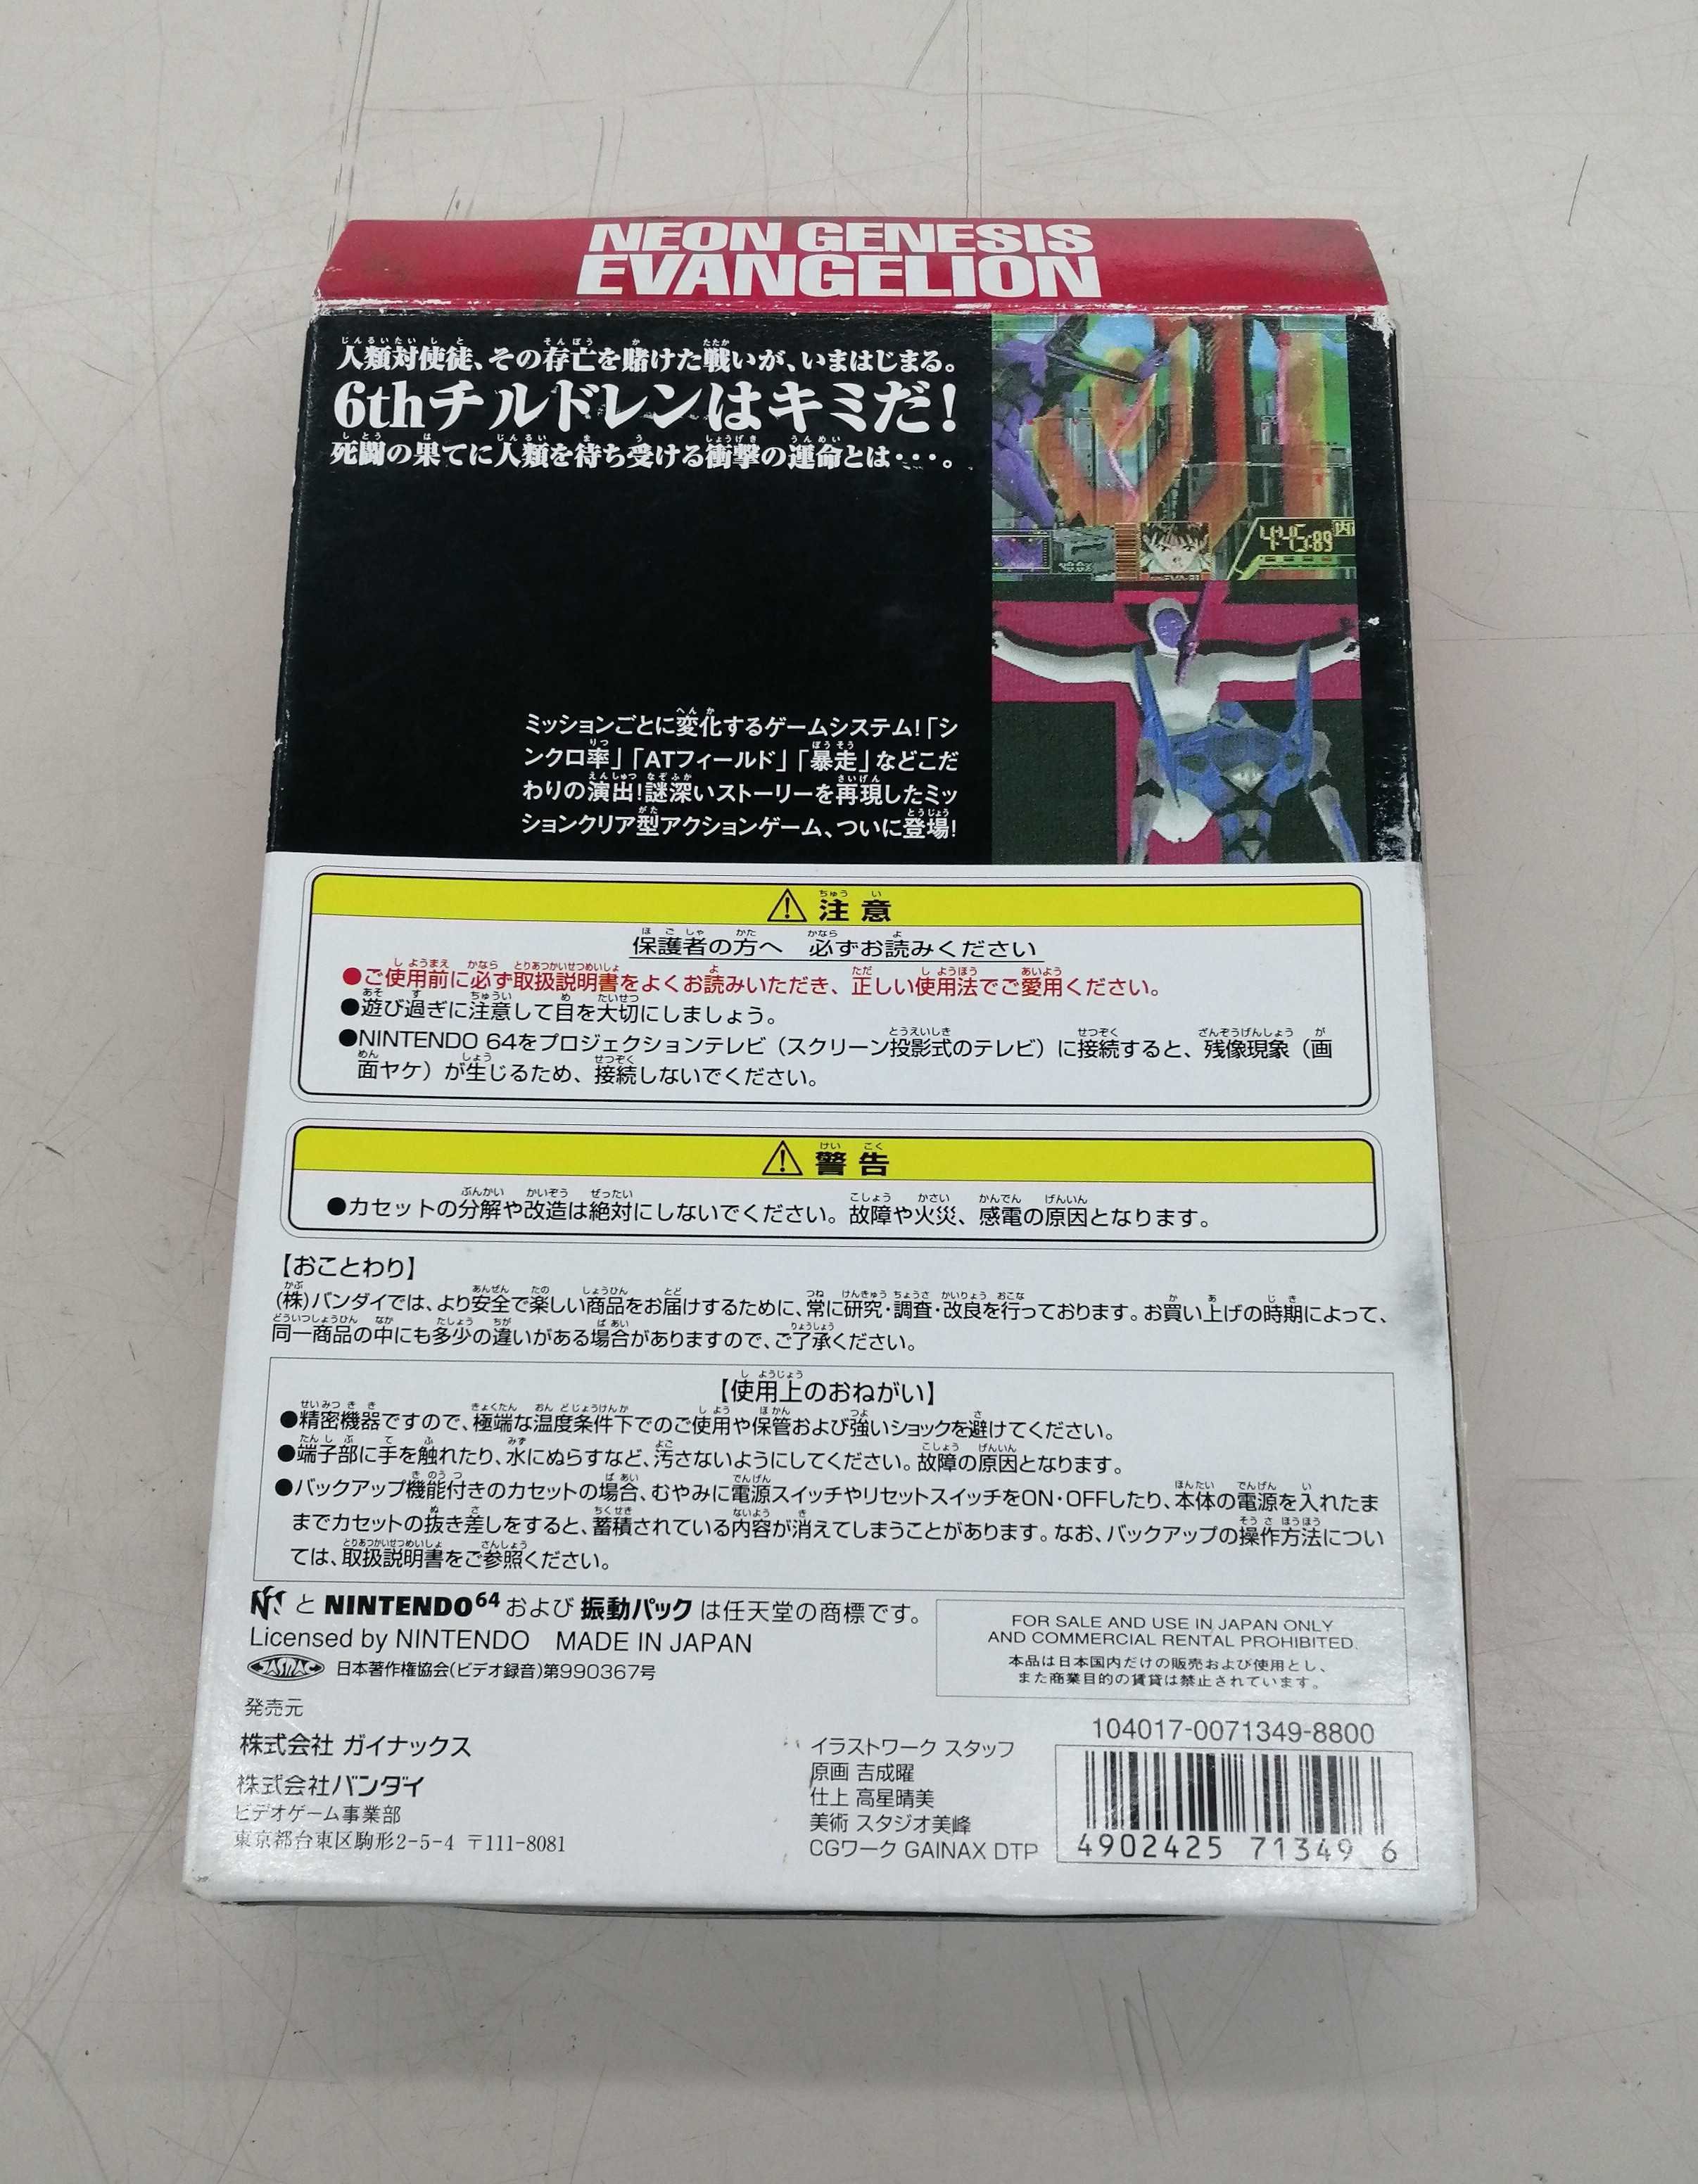 NEON GENESIS
EVANGELION
人類対使徒、その存亡を賭けた戦いが、いまはじまる。
6thチルドレンはキミだ!
死闘の果てに人類を待ち受ける衝撃の運命とは・・・。
4:45:89
内
ミッションごとに変化するゲームシステム!「シ
ンクロ率」「ATフィールド」「暴走」などこだ
わりの演出!謎深いストーリーを再現したミッ
ションクリア型アクションゲーム、ついに登場!
注意
保護者の方へ 必ずお読みください
●ご使用前に必ず取扱説明書をよくお読みいただき、正しい使用法でご愛用ください。
●遊び過ぎに注意して目を大切にしましょう。
●NINTENDO 64をプロジェクションテレビ(スクリーン投影式のテレビ)に接続すると、残像現象(画
面ヤケ)が生じるため、接続しないでください。
警告
●カセットの分解や改造は絶対にしないでください。故障や火災、感電の原因となります。
【おことわり】
(株)バンダイでは、より安全で楽しい商品をお届けするために、常に研究・調査・改良を行っております。お買い上げの時期によって、
同一商品の中にも多少の違いがある場合がありますので、ご了承ください。
【使用上のおねがい】
●精密機器ですので、極端な温度条件下でのご使用や保管および強いショックを避けてください。
●端子部に手を触れたり、水にぬらすなど、汚さないようにしてください。故障の原因となります。
●バックアップ機能付きのカセットの場合、むやみに電源スイッチやリセットスイッチをON・OFFしたり、本体の電源を入れたま
までカセットの抜き差しをすると、蓄積されている内容が消えてしまうことがあります。なお、バックアップの操作方法につい
ては、取扱説明書をご参照ください。
と NINTENDO64 および 振動パック は任天堂の商標です。
Licensed by NINTENDO MADE IN JAPAN
JASRAC 日本著作権協会(ビデオ録音)第990367号
FOR SALE AND USE IN JAPAN ONLY
AND COMMERCIAL RENTAL PROHIBITED.
本品は日本国内だけの販売および使用とし、
また商業目的の賃貸は禁止されています。
発売元
株式会社 ガイナックス
株式会社バンダイ
ビデオゲーム事業部
東京都台東区駒形2-5-4 〒111-8081
イラストワーク スタッフ
原画 吉成曜
仕上 高星晴美
美術 スタジオ美峰
CGワーク GAINAX DTP
104017-0071349-8800
4902425 71349 6